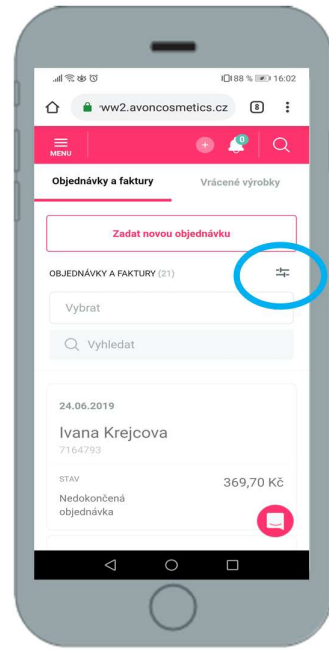 88 % 16:02
ww2.avoncosmetics.cz 8
MENU 0
Objednávky a faktury Vrácené výrobky
Zadat novou objednávku
OBJEDNÁVKY A FAKTURY (21)
Vybrat
Vyhledat
24.06.2019
Ivana Krejcova
7164793
STAV 369,70 Kč
Nedokončená
objednávka